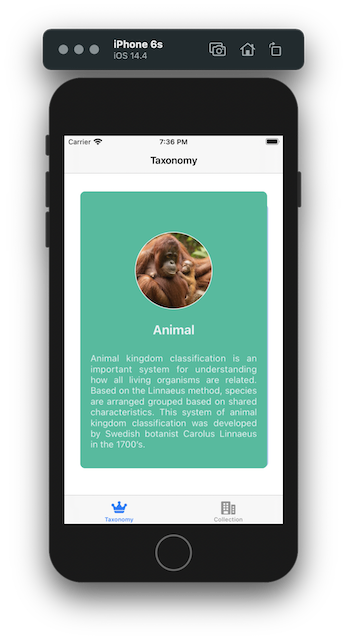 iPhone 6s
iOS 14.4
Carrier 7:36 PM
Taxonomy
Animal
Animal kingdom classification is an
important system for understanding
how all living organisms are related.
Based on the Linnaeus method, species
are arranged grouped based on shared
characteristics. This system of animal
kingdom classification was developed
by Swedish botanist Carolus Linnaeus
in the 1700's.
Taxonomy Collection